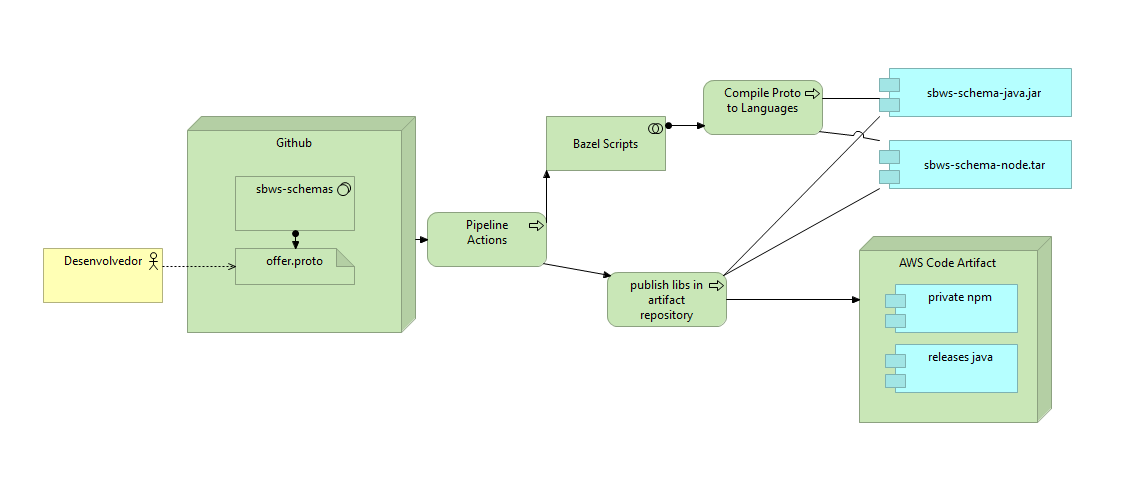 Desenvolvedor
Github
sbws-schemas
offer.proto
Pipeline
Actions
Bazel Scripts
Compile Proto
to Languages
publish libs in
artifact
repository
sbws-schema-java.jar
sbws-schema-node.tar
AWS Code Artifact
private npm
releases java